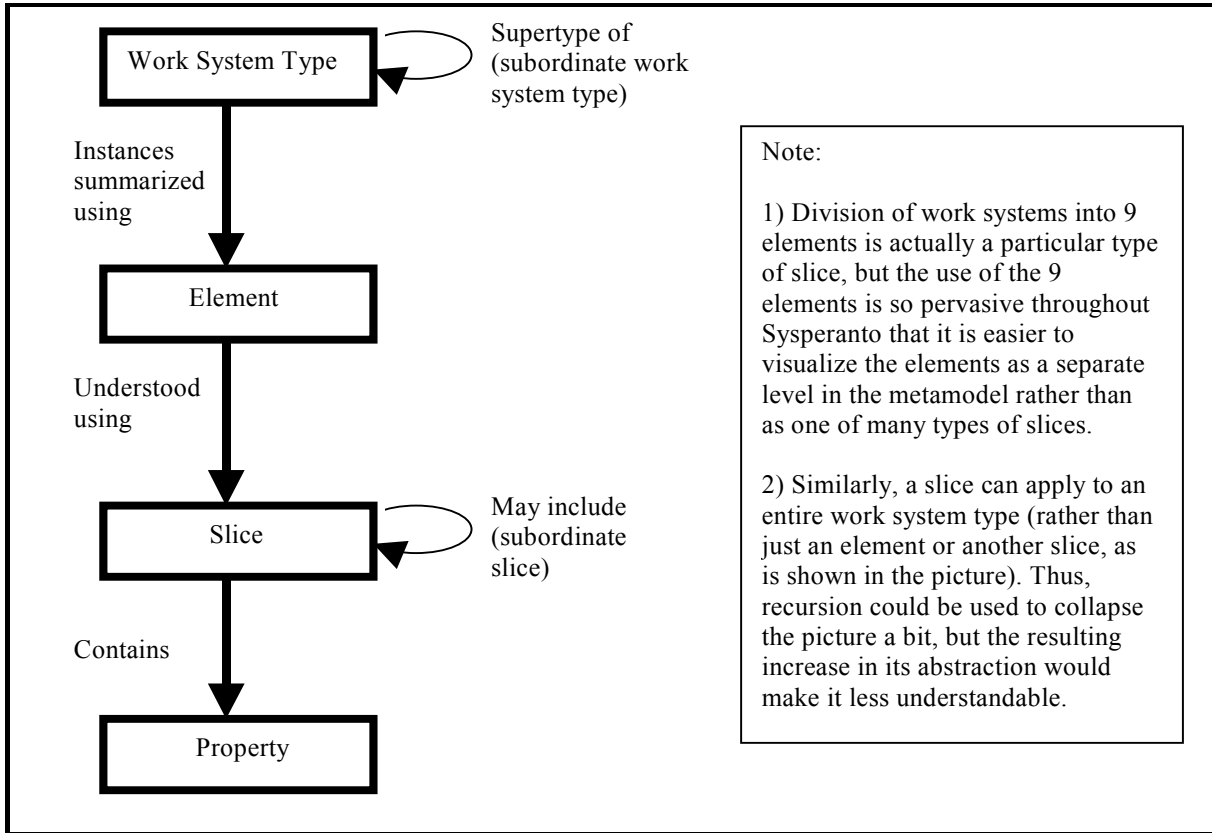 Work System Type
Supertype of
(subordinate work
system type)
Instances
summarized
using
Element
Understood
using
Slice
May include
(subordinate
slice)
Contains
Property
Note:
1) Division of work systems into 9
elements is actually a particular type
of slice, but the use of the 9
elements is so pervasive throughout
Sysperanto that it is easier to
visualize the elements as a separate
level in the metamodel rather than
as one of many types of slices.
2) Similarly, a slice can apply to an
entire work system type (rather than
just an element or another slice, as
is shown in the picture). Thus,
recursion could be used to collapse
the picture a bit, but the resulting
increase in its abstraction would
make it less understandable.